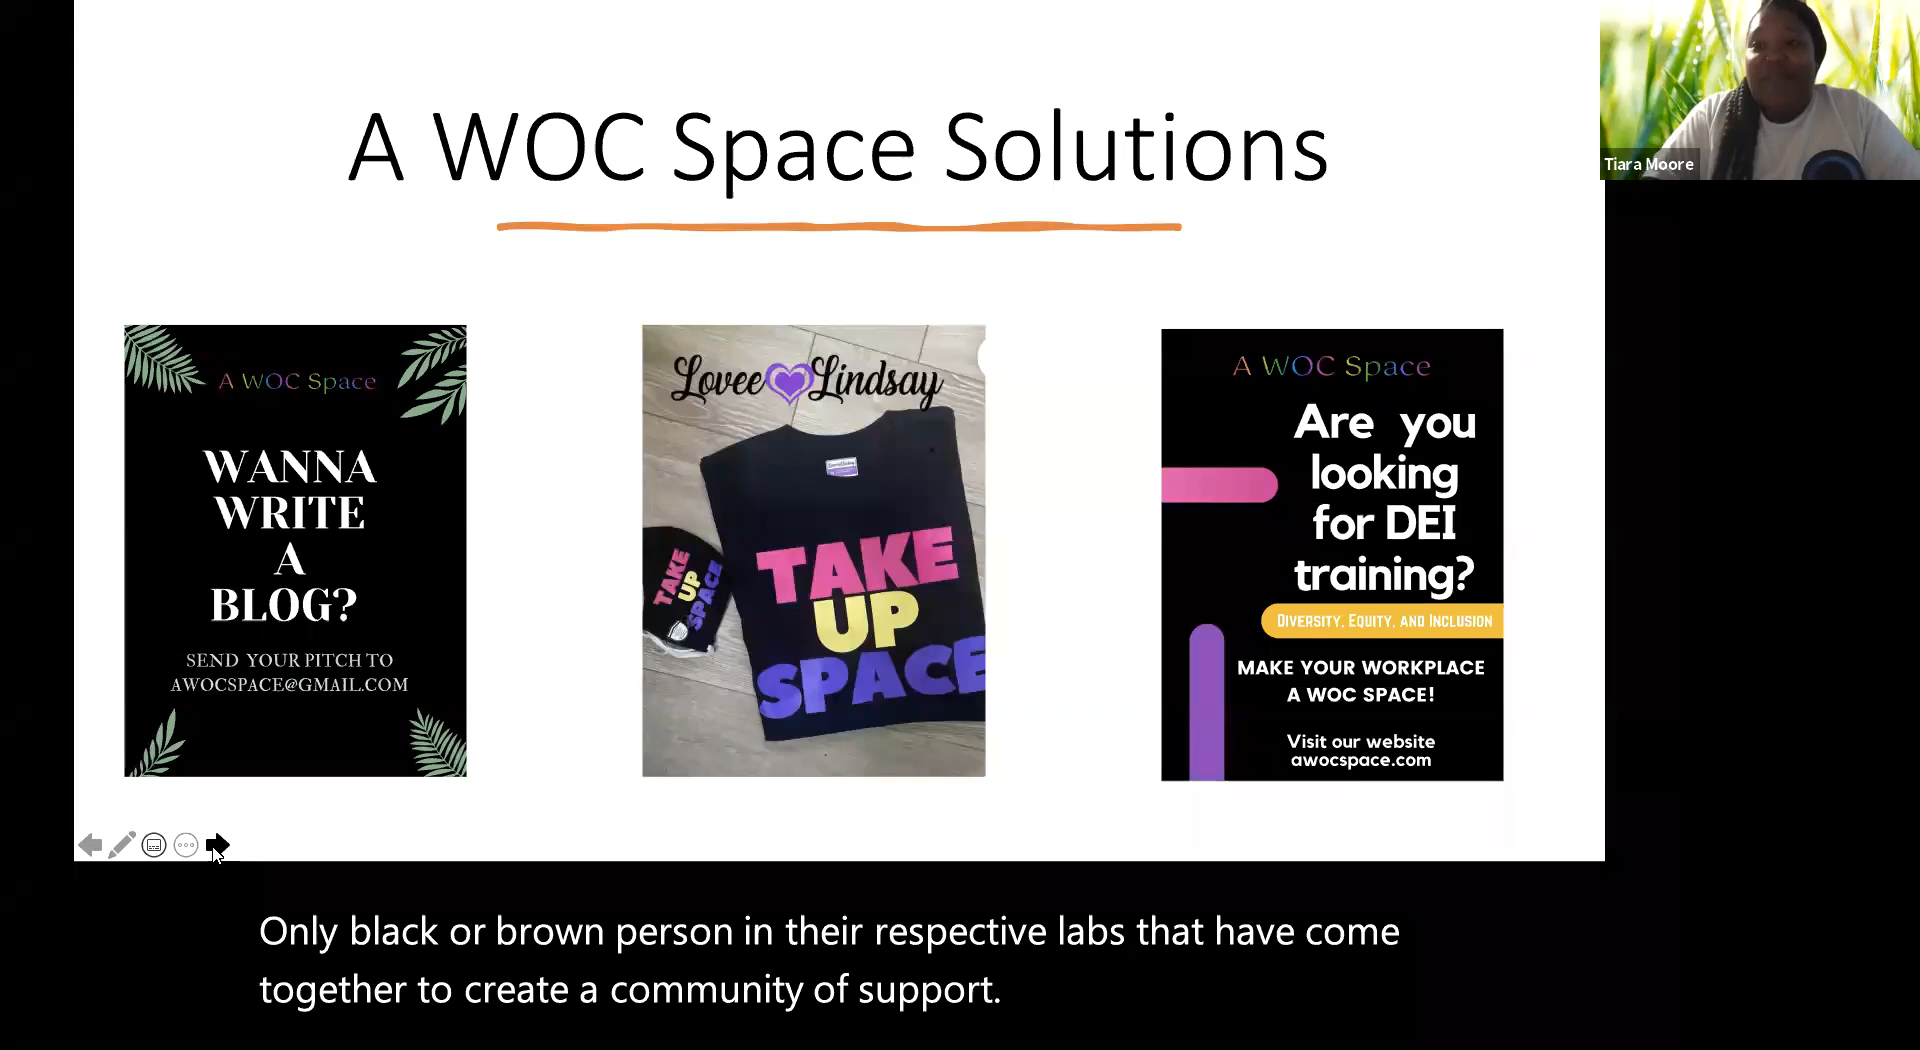 A WOC Space Solutions
Tiara Moore
A WOC Space
WANNA
WRITE
A
BLOG?
SEND YOUR PITCH TO
AWOCSPACE@GMAIL.COM
Lovee Lindsay
TAKE
UP
SPACE
TAKE
UP
SPACE
A WOC Space
Are you
looking
for DEI
training?
DIVERSITY, EQUITY, AND INCLUSION
MAKE YOUR WORKPLACE
A WOC SPACE!
Visit our website
awocspace.com
Only black or brown person in their respective labs that have come
together to create a community of support.